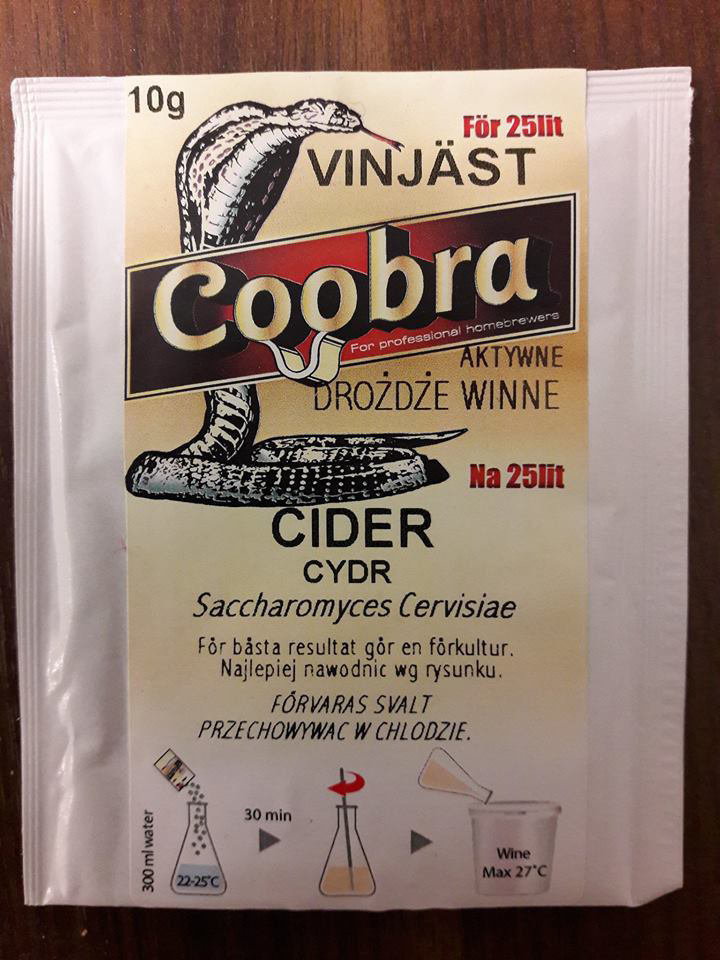 10g
För 25lit
VINJÄST
Coobra
For professional homebrewers
AKTYWNE
DROŻDŻE WINNE
Na 25lit
CIDER
CYDR
Saccharomyces Cervisiae
För bästa resultat gör en förkultur.
Najlepiej nawodnic wg rysunku.
FÖRVARAS SVALT
PRZECHOWYWAC W CHLODZIE.
300 ml water
22-25°C
30 min
Wine
Max 27°C